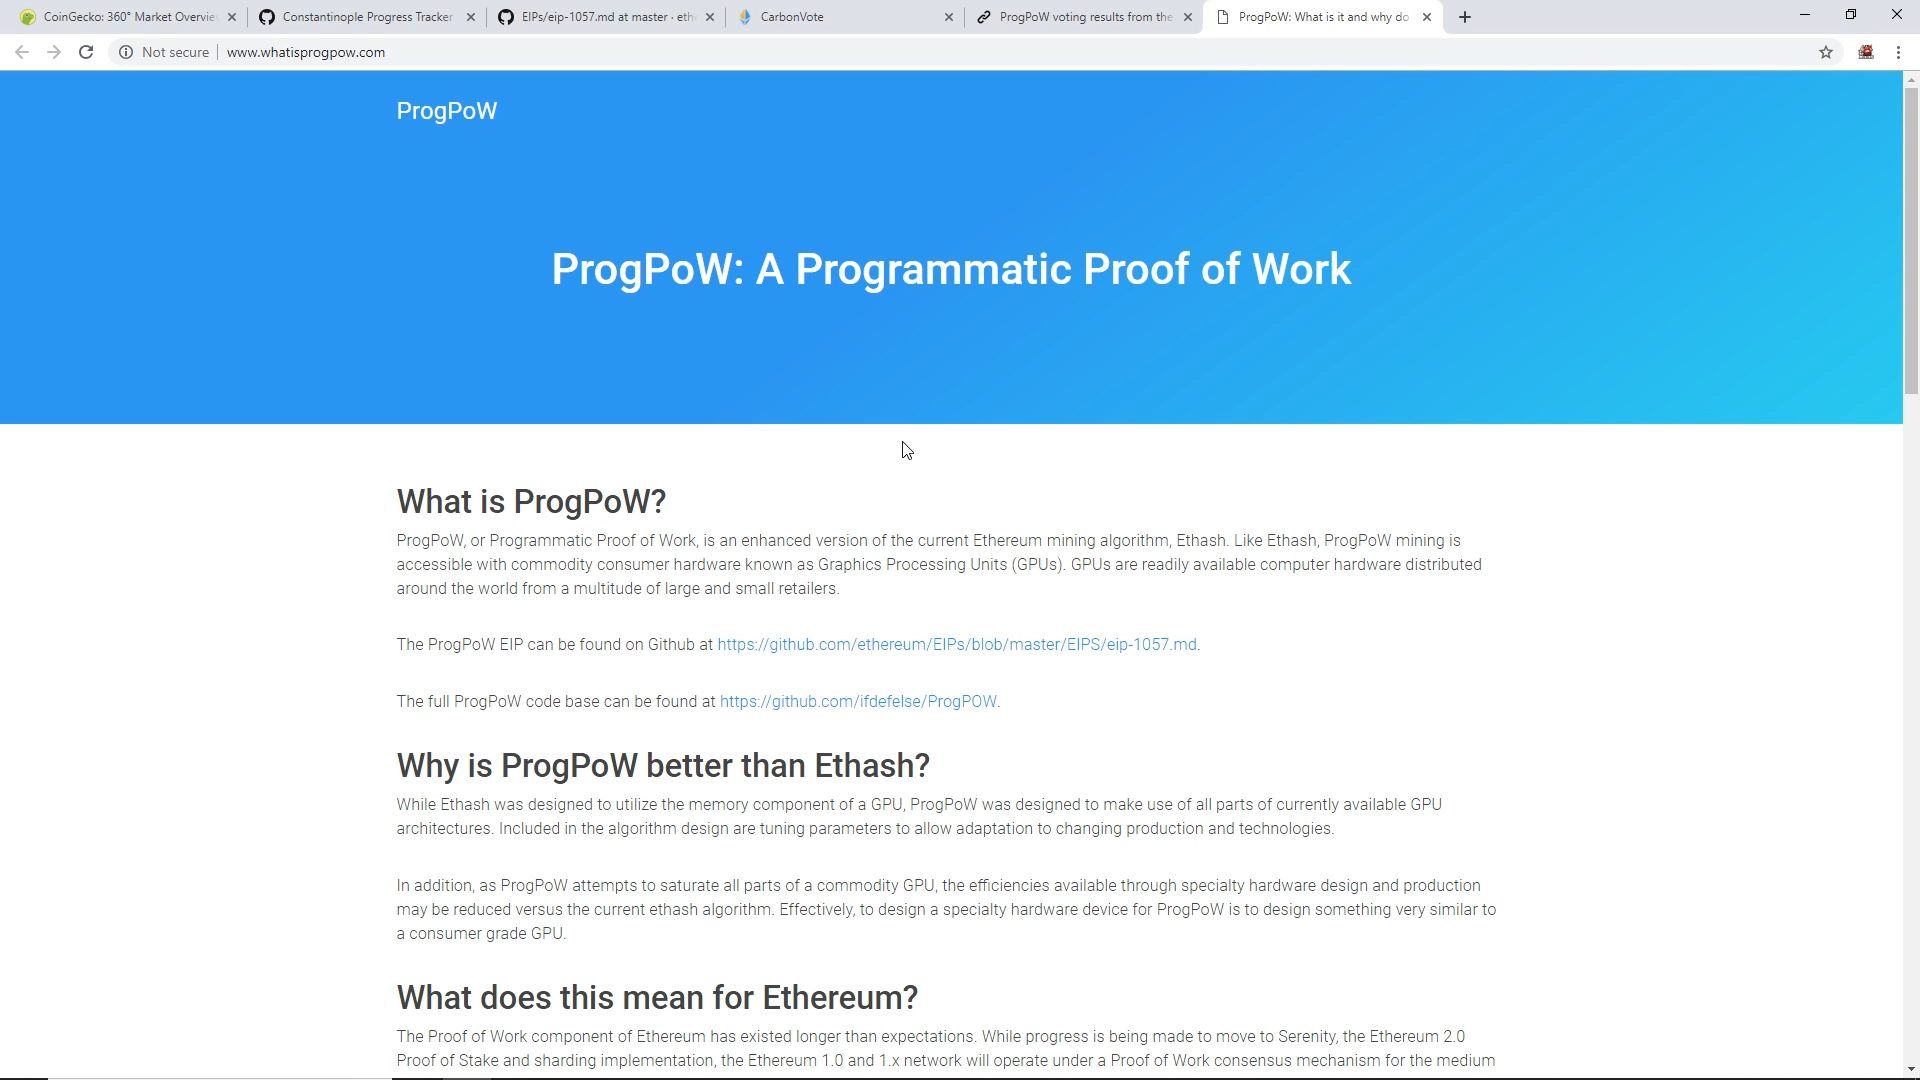 CoinGecko: 360° Market Overvie
Constantinople Progress Tracker
EIPs/eip-1057.md at master · eth
CarbonVote
ProgPoW voting results from the
ProgPoW: What is it and why do
Not secure
www.whatisprogpow.com
ProgPoW
ProgPoW: A Programmatic Proof of Work
What is ProgPoW?
ProgPoW, or Programmatic Proof of Work, is an enhanced version of the current Ethereum mining algorithm, Ethash. Like Ethash, ProgPoW mining is
accessible with commodity consumer hardware known as Graphics Processing Units (GPUs). GPUs are readily available computer hardware distributed
around the world from a multitude of large and small retailers.
The ProgPoW EIP can be found on Github at https://github.com/ethereum/EIPs/blob/master/EIPS/eip-1057.md.
The full ProgPoW code base can be found at https://github.com/ifdefelse/ProgPOW.
Why is ProgPoW better than Ethash?
While Ethash was designed to utilize the memory component of a GPU, ProgPoW was designed to make use of all parts of currently available GPU
architectures. Included in the algorithm design are tuning parameters to allow adaptation to changing production and technologies.
In addition, as ProgPoW attempts to saturate all parts of a commodity GPU, the efficiencies available through specialty hardware design and production
may be reduced versus the current ethash algorithm. Effectively, to design a specialty hardware device for ProgPoW is to design something very similar to
a consumer grade GPU.
What does this mean for Ethereum?
The Proof of Work component of Ethereum has existed longer than expectations. While progress is being made to move to Serenity, the Ethereum 2.0
Proof of Stake and sharding implementation, the Ethereum 1.0 and 1.x network will operate under a Proof of Work consensus mechanism for the medium